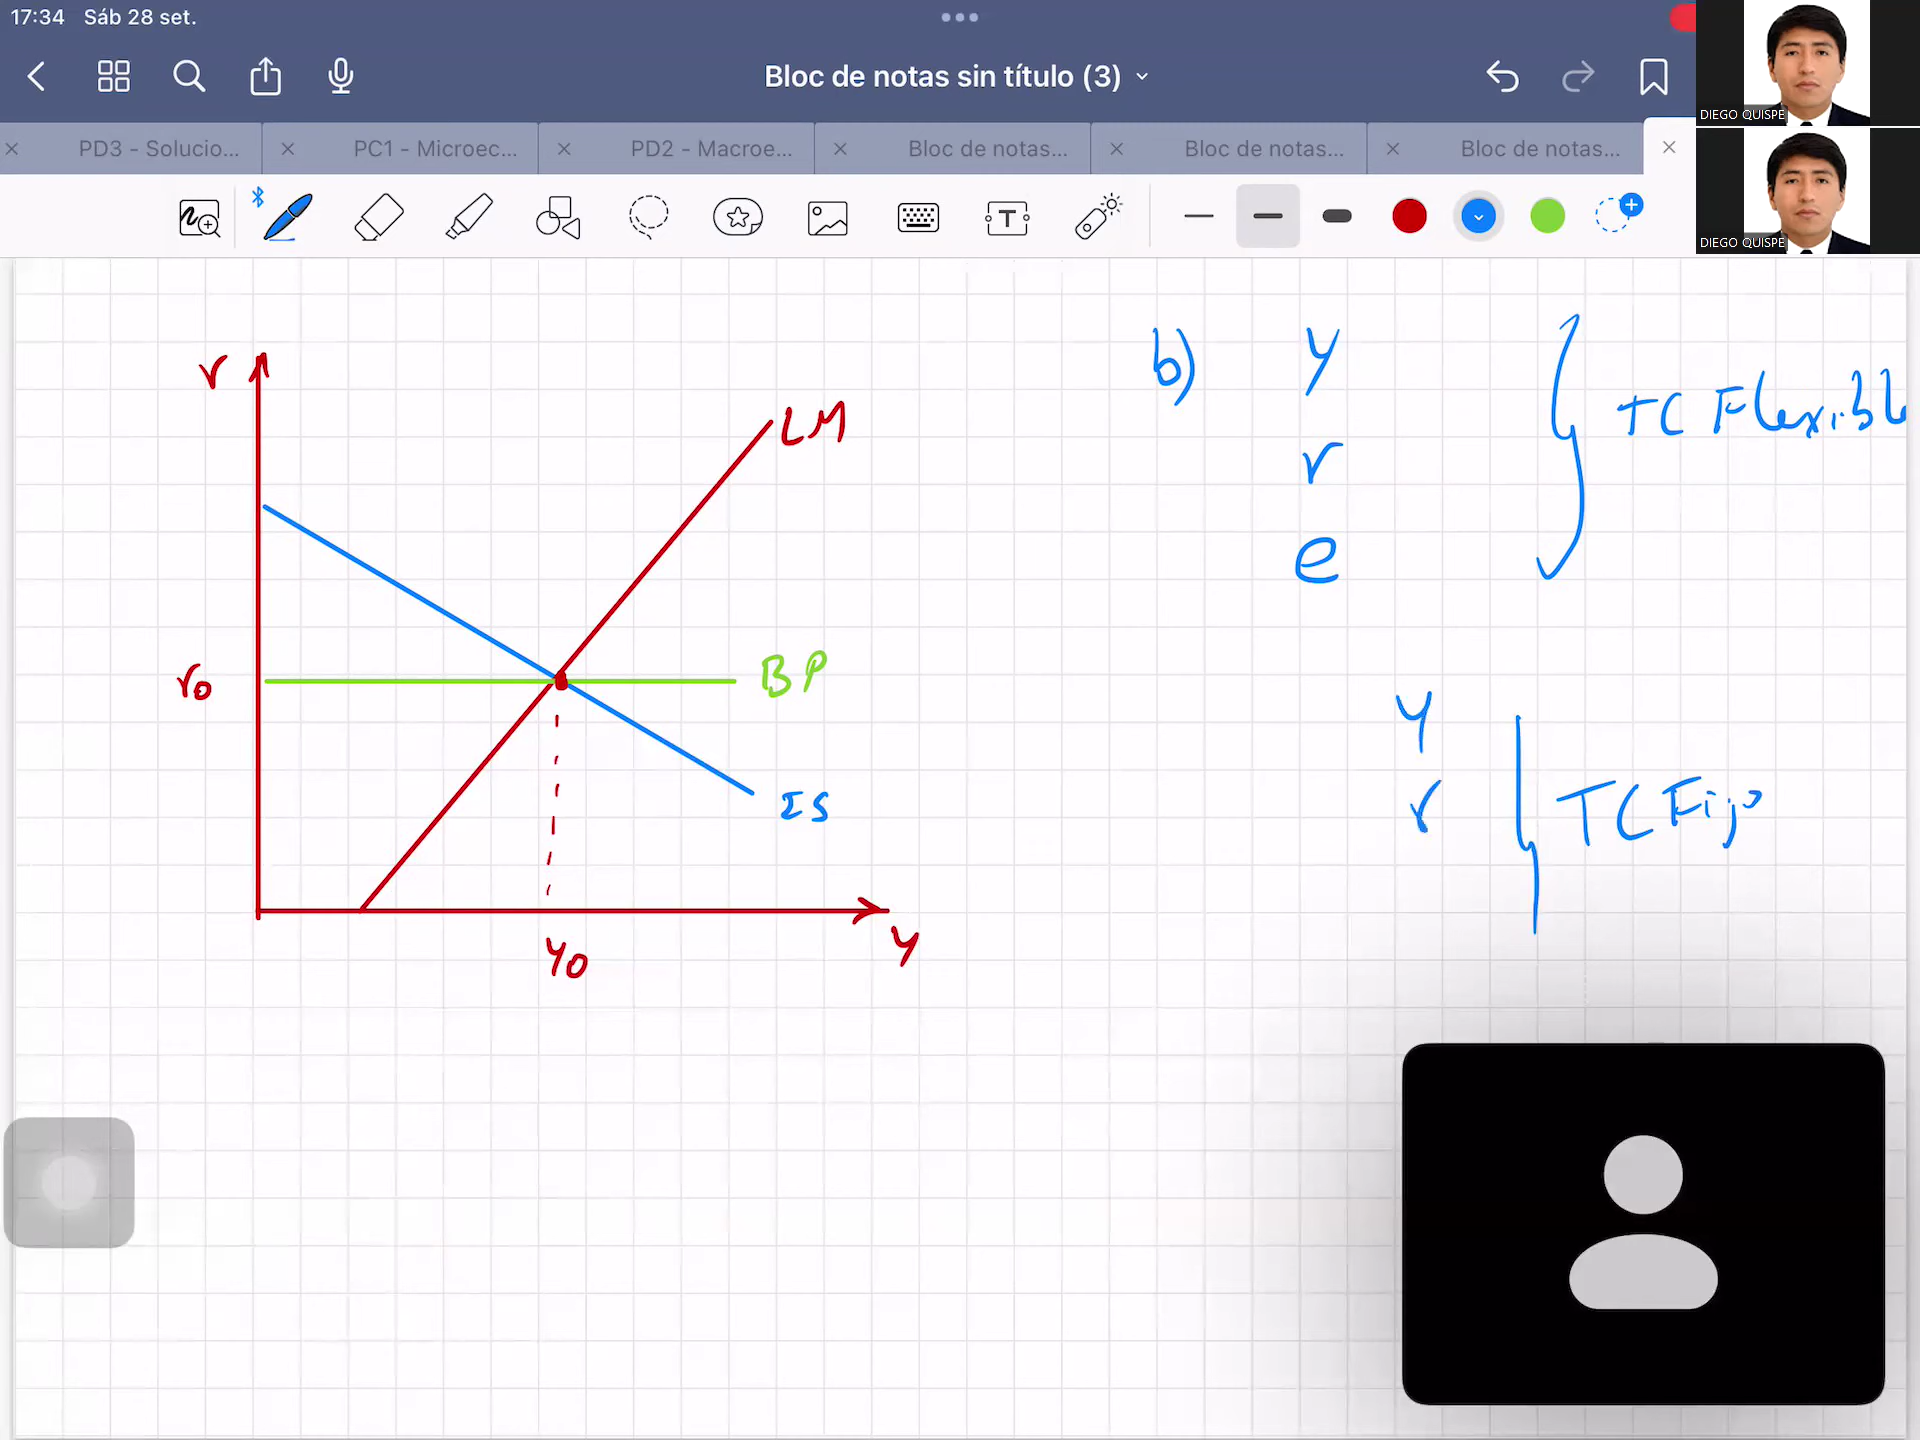 17:34 Sáb 28 set.
Bloc de notas sin título (3)
DIEGO QUISPE
PD3 - Solucio...
PC1 - Microec...
PD2 - Macroe...
Bloc de notas...
Bloc de notas...
Bloc de notas...
DIEGO QUISPE
T
r
LM
r0
BP
IS
Y0
Y
b)
y
r
e
TC Flexible
Y
r
TC Fijo